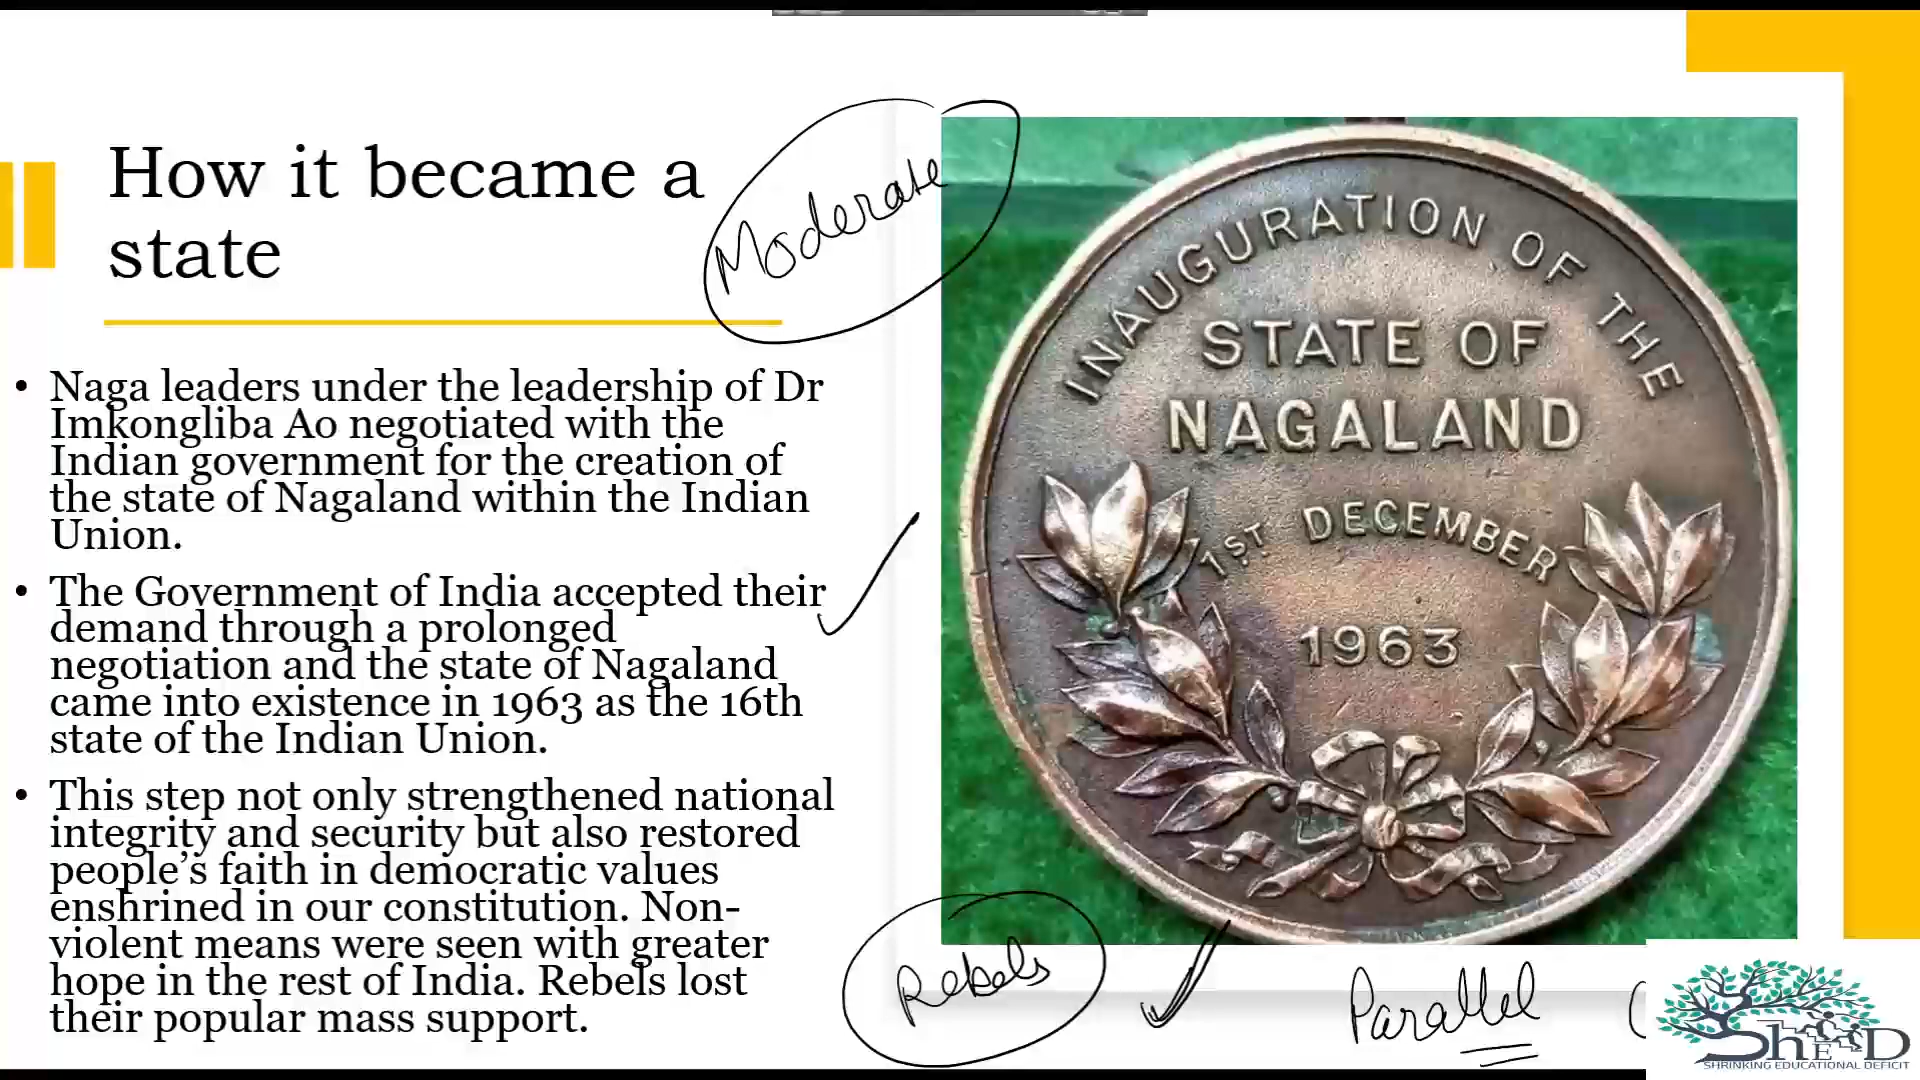 How it became a
state
Moderate
• Naga leaders under the leadership of Dr
Imkongliba Ao negotiated with the
Indian government for the creation of
the state of Nagaland within the Indian
Union.
• The Government of India accepted their
demand through a prolonged
negotiation and the state of Nagaland
came into existence in 1963 as the 16th
state of the Indian Union.
• This step not only strengthened national
integrity and security but also restored
people’s faith in democratic values
enshrined in our constitution. Non-
violent means were seen with greater
hope in the rest of India. Rebels lost
their popular mass support.
INAUGURATION OF THE
STATE OF
NAGALAND
1ST DECEMBER
1963
Rebels
Parallel
ShED
SHRINKING EDUCATIONAL DEFICIT